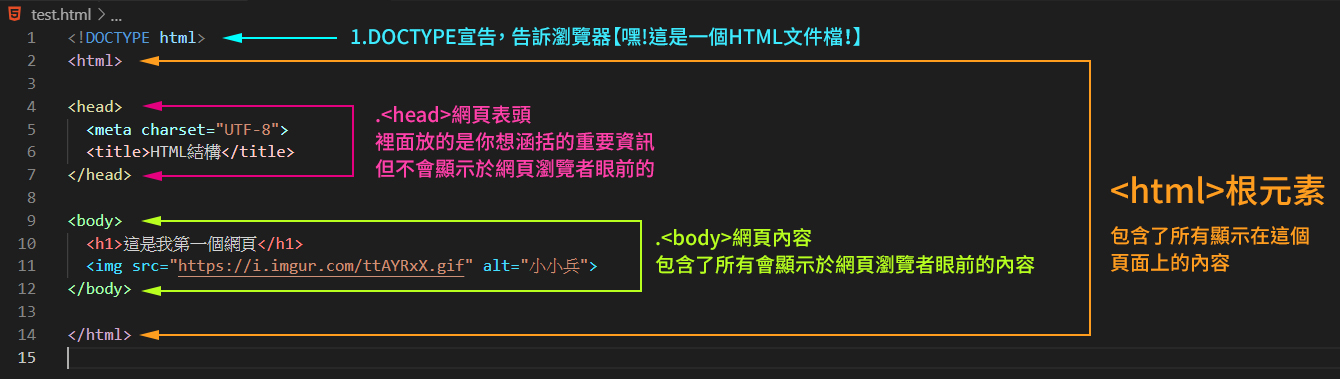 test.html > ...
1 <!DOCTYPE html>
1.DOCTYPE宣告，告訴瀏覽器【嘿!這是一個HTML文件檔!】
2 <html>
3
4 <head>
5 <meta charset="UTF-8">
6 <title>HTML結構</title>
7 </head>
.<head>網頁表頭
裡面放的是你想涵括的重要資訊
但不會顯示於網頁瀏覽者眼前的
8
9 <body>
10 <h1>這是我第一個網頁</h1>
11 <img src="https://i.imgur.com/ttAYRxX.gif" alt="小小兵">
12 </body>
.<body>網頁內容
包含了所有會顯示於網頁瀏覽者眼前的內容
13
14 </html>
15
<html>根元素
包含了所有顯示在這個
頁面上的內容